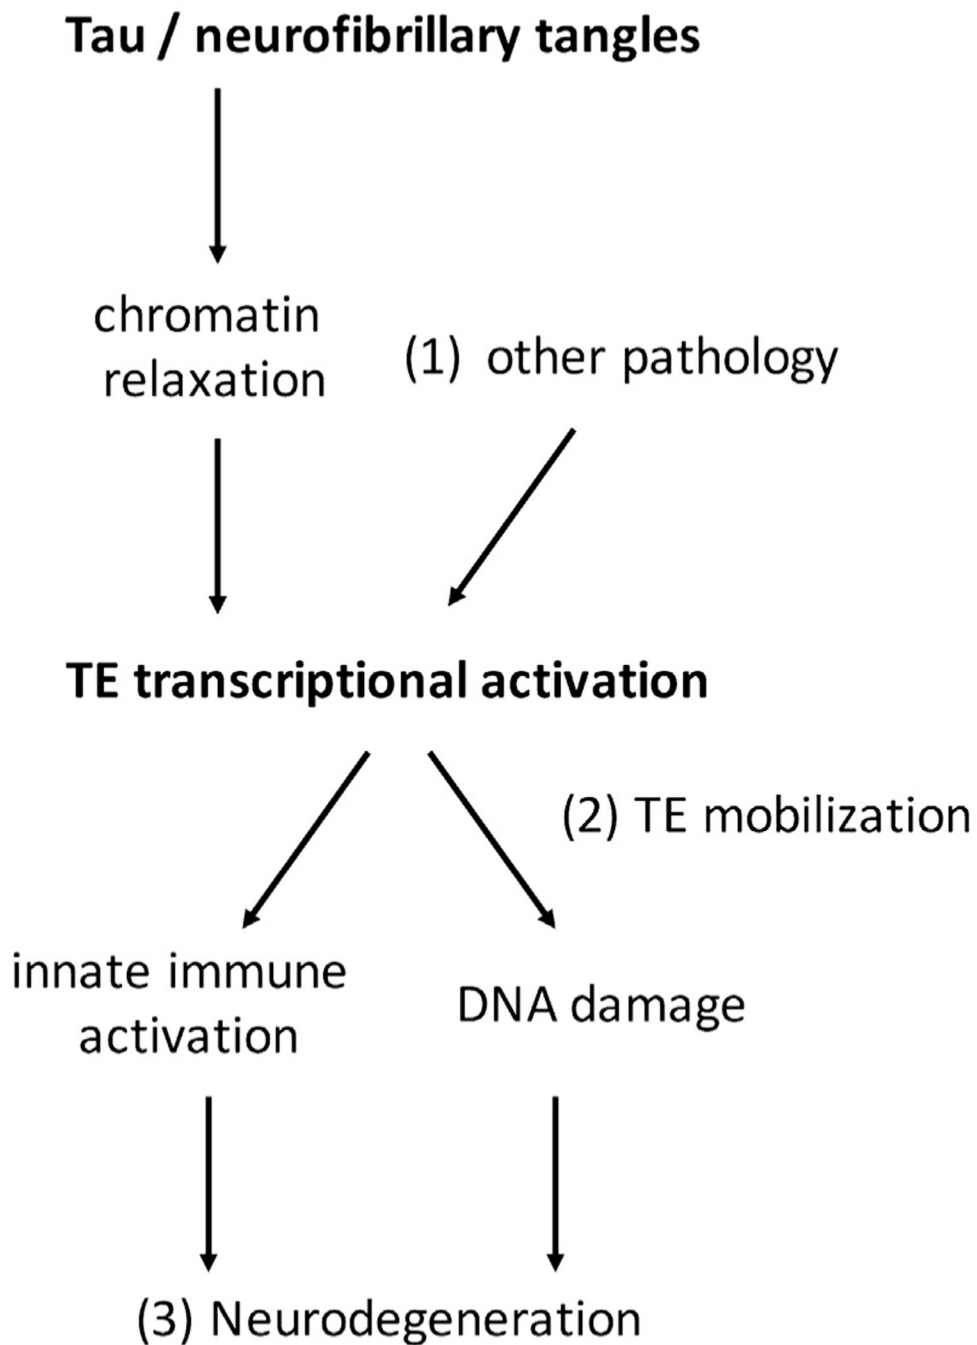 Tau / neurofibrillary tangles
chromatin
relaxation
(1) other pathology
TE transcriptional activation
(2) TE mobilization
innate immune
activation
DNA damage
(3) Neurodegeneration